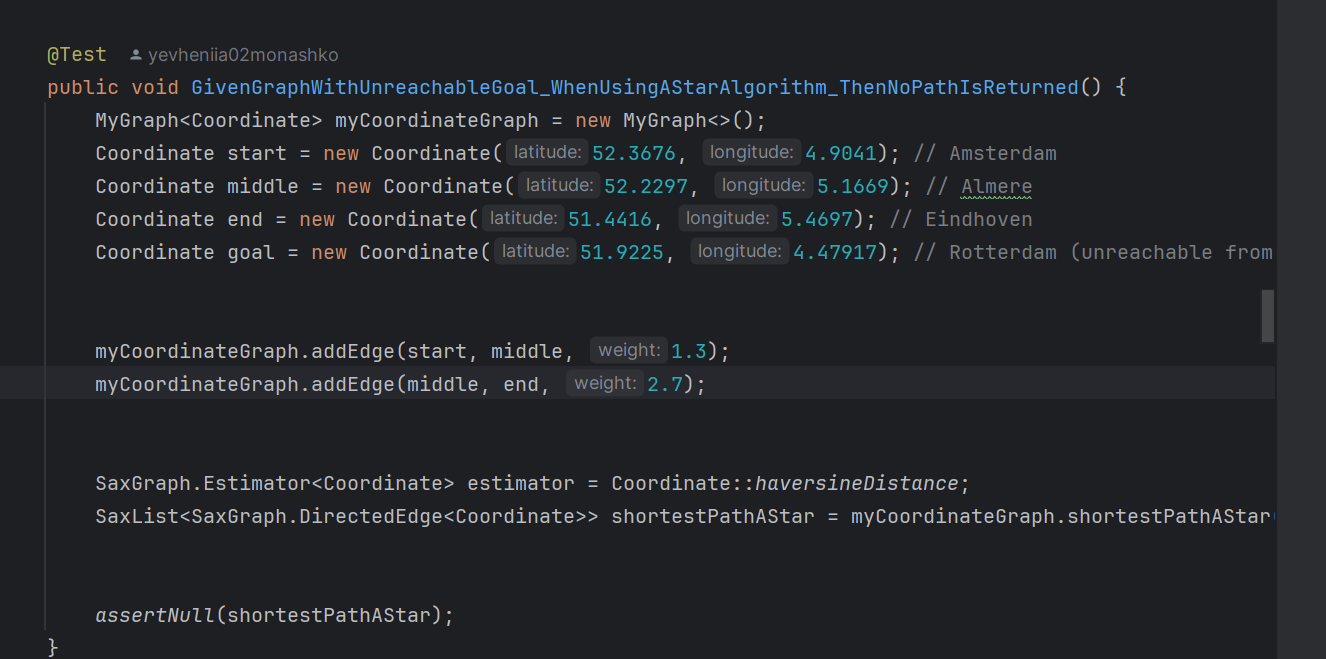 @Test yevheniia02monashko
public void GivenGraphWithUnreachableGoal_WhenUsingAStarAlgorithm_ThenNoPathIsReturned() {
MyGraph<Coordinate> myCoordinateGraph = new MyGraph<>();
Coordinate start = new Coordinate( latitude: 52.3676, longitude: 4.9041); // Amsterdam
Coordinate middle = new Coordinate( latitude: 52.2297, longitude: 5.1669); // Almere
Coordinate end = new Coordinate( latitude: 51.4416, longitude: 5.4697); // Eindhoven
Coordinate goal = new Coordinate( latitude: 51.9225, longitude: 4.47917); // Rotterdam (unreachable from
myCoordinateGraph.addEdge(start, middle, weight: 1.3);
myCoordinateGraph.addEdge(middle, end, weight: 2.7);
SaxGraph.Estimator<Coordinate> estimator = Coordinate::haversineDistance;
SaxList<SaxGraph.DirectedEdge<Coordinate>> shortestPathAStar = myCoordinateGraph.shortestPathAStar(
assertNull(shortestPathAStar);
}